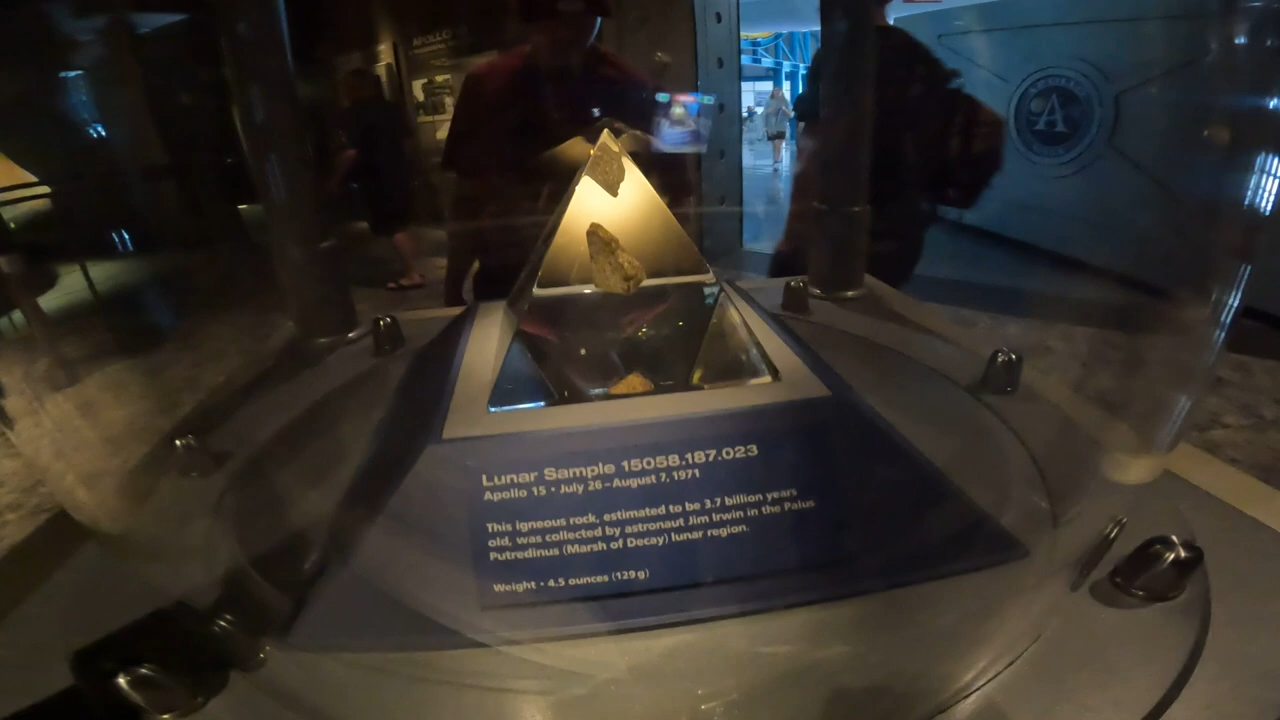 APOLLO
A
Lunar Sample 15058.187.023
Apollo 15 • July 26–August 7, 1971
This igneous rock, estimated to be 3.7 billion years
old, was collected by astronaut Jim Irwin in the Palus
Putredinus (Marsh of Decay) lunar region.
Weight • 4.5 ounces (129 g)